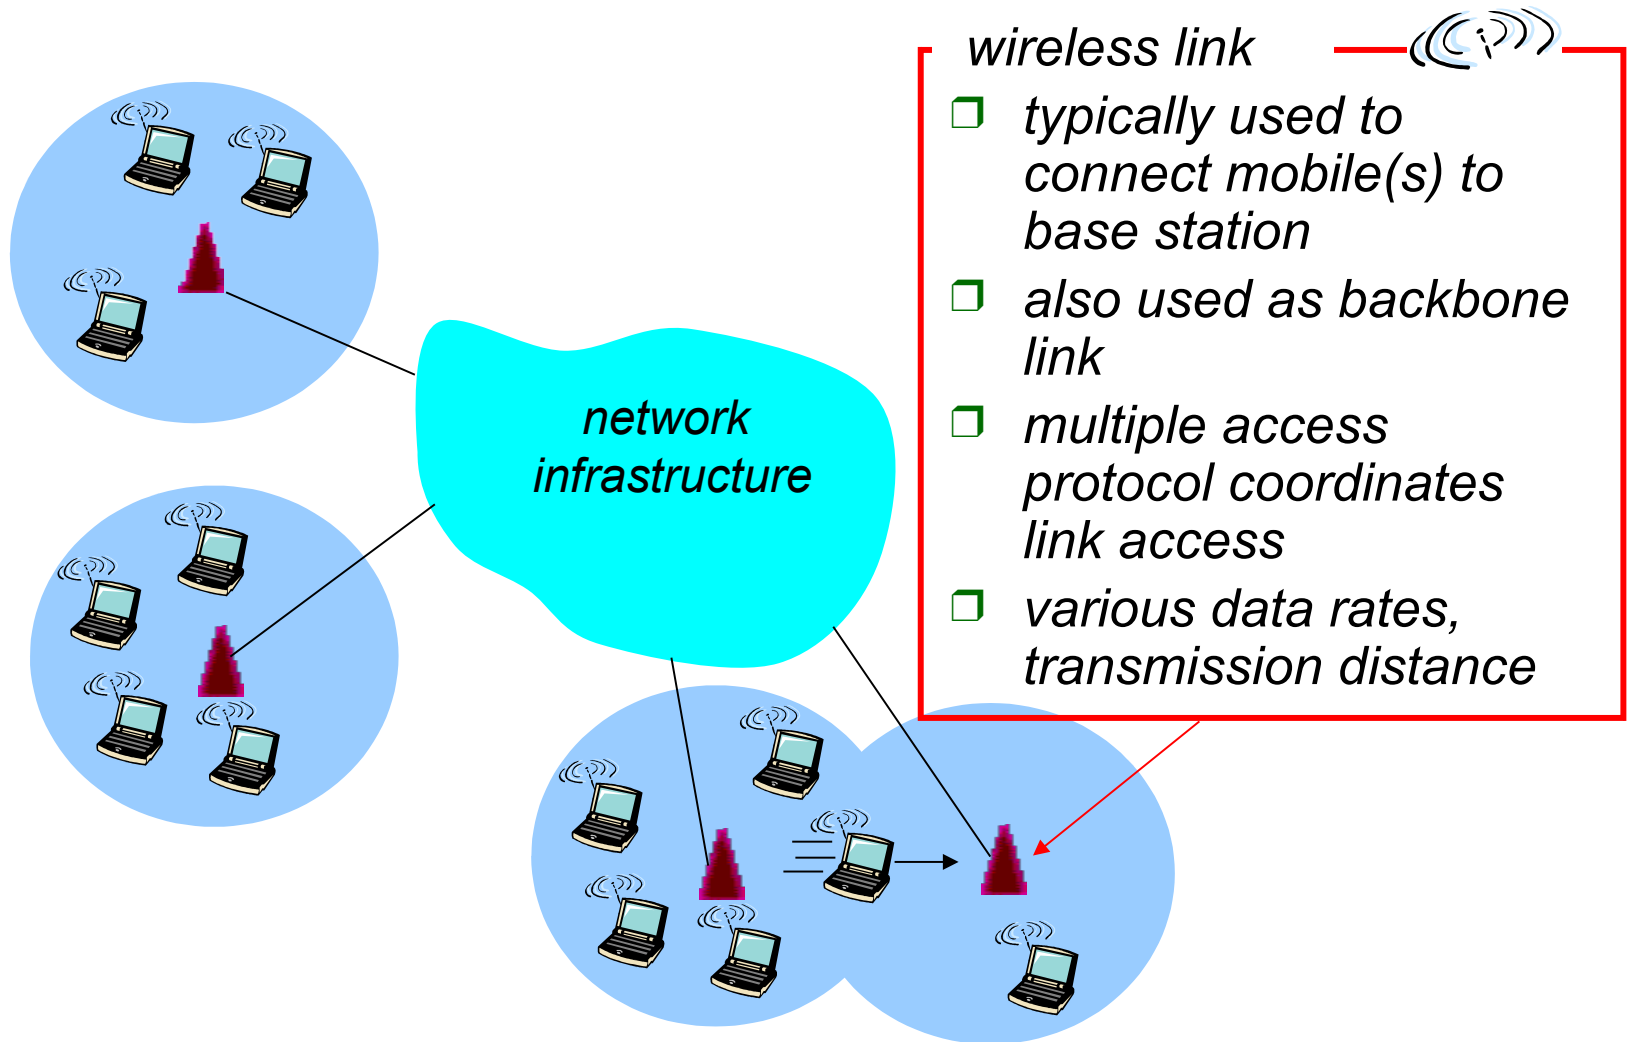 wireless link
❒ typically used to
connect mobile(s) to
base station
❒ also used as backbone
link
❒ multiple access
protocol coordinates
link access
❒ various data rates,
transmission distance
network
infrastructure